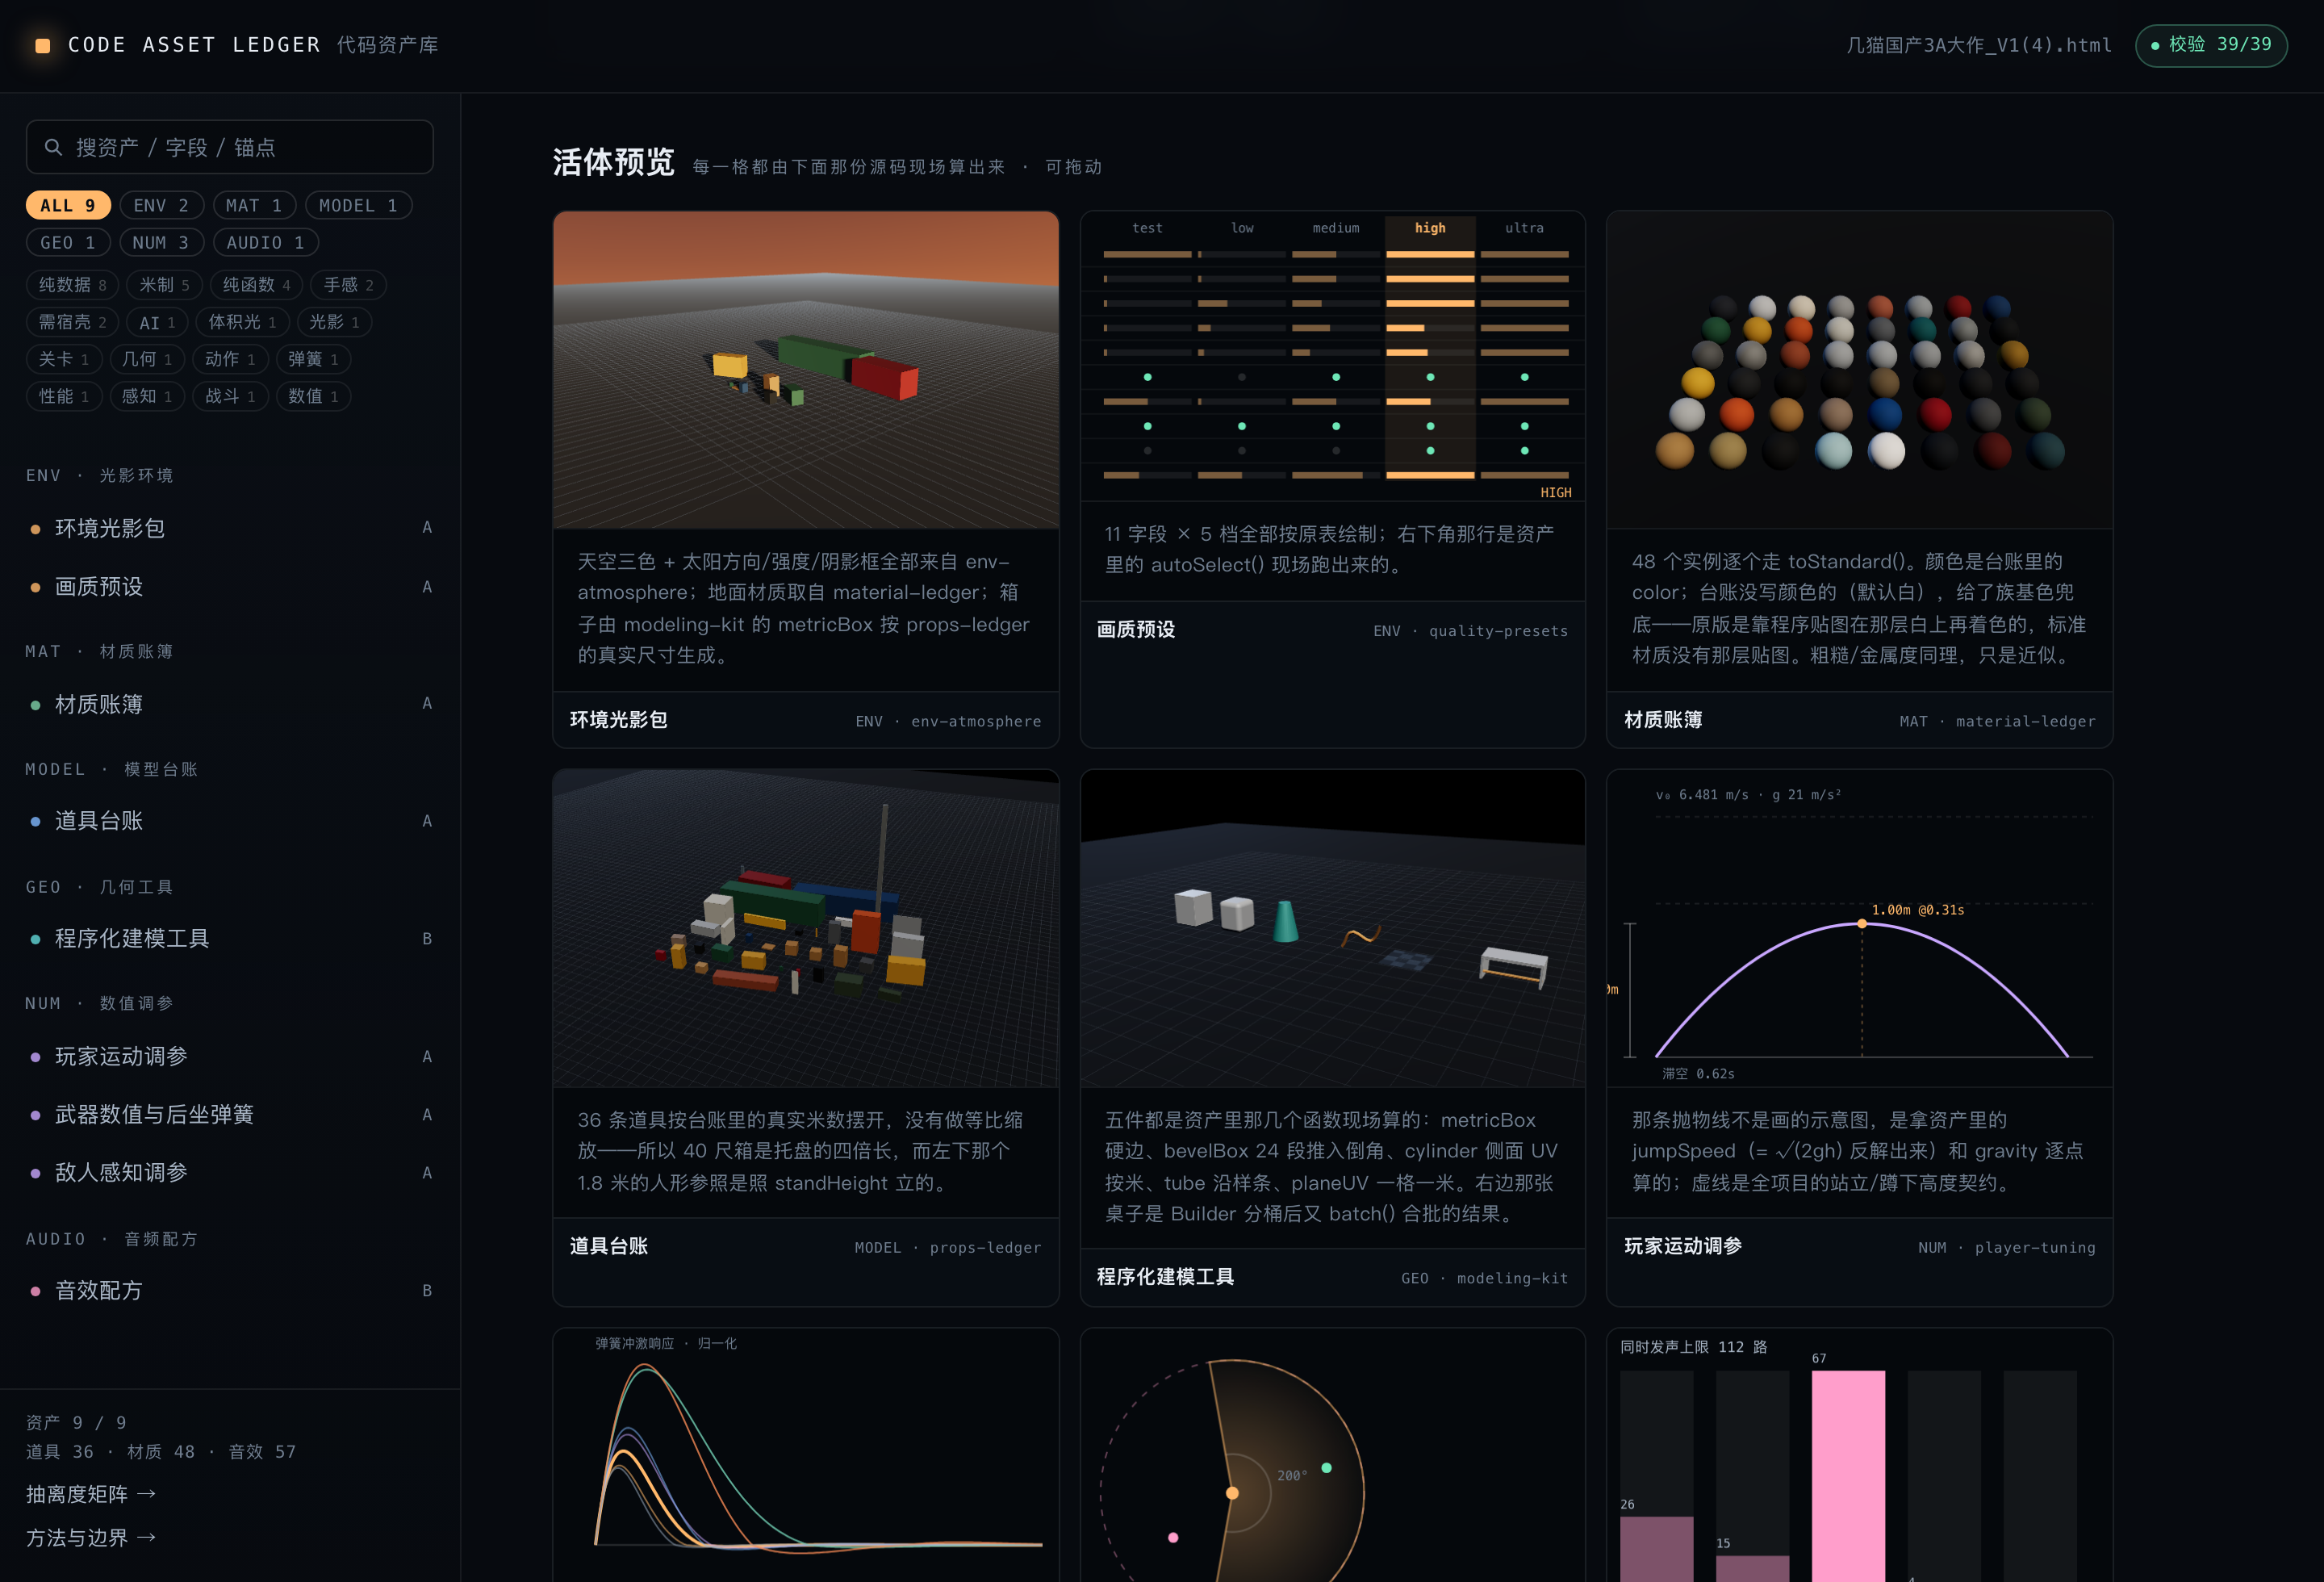 CODE ASSET LEDGER 代码资产库
几猫国产3A大作_V1(4).html
校验 39/39
搜资产 / 字段 / 锚点
ALL 9
ENV 2
MAT 1
MODEL 1
GEO 1
NUM 3
AUDIO 1
纯数据 8
米制 5
纯函数 4
手感 2
需宿壳 2
AI 1
体积光 1
光影 1
关卡 1
几何 1
动作 1
弹簧 1
性能 1
感知 1
战斗 1
数值 1
ENV · 光影环境
环境光影包 A
画质预设 A
MAT · 材质账簿
材质账簿 A
MODEL · 模型台账
道具台账 A
GEO · 几何工具
程序化建模工具 B
NUM · 数值调参
玩家运动调参 A
武器数值与后坐弹簧 A
敌人感知调参 A
AUDIO · 音频配方
音效配方 B
资产 9 / 9
道具 36 · 材质 48 · 音效 57
抽离度矩阵 →
方法与边界 →
活体预览 每一格都由下面那份源码现场算出来 · 可拖动
天空三色 + 太阳方向/强度/阴影框全部来自 env-
atmosphere；地面材质取自 material-ledger；箱
子由 modeling-kit 的 metricBox 按 props-ledger
的真实尺寸生成。
环境光影包 ENV · env-atmosphere
test low medium high ultra
HIGH
11 字段 × 5 档全部按原表绘制；右下角那行是资产
里的 autoSelect() 现场跑出来的。
画质预设 ENV · quality-presets
48 个实例逐个走 toStandard()。颜色是台账里的
color；台账没写颜色的（默认白），给了族基色兜
底——原版是靠程序贴图在那层白上再着色的，标准
材质没有那层贴图。粗糙/金属度同理，只是近似。
材质账簿 MAT · material-ledger
36 条道具按台账里的真实米数摆开，没有做等比缩
放——所以 40 尺箱是托盘的四倍长，而左下那个
1.8 米的人形参照是照 standHeight 立的。
道具台账 MODEL · props-ledger
五件都是资产里那几个函数现场算的：metricBox
硬边、bevelBox 24 段推入倒角、cylinder 侧面 UV
按米、tube 沿样条、planeUV 一格一米。右边那张
桌子是 Builder 分桶后又 batch() 合批的结果。
程序化建模工具 GEO · modeling-kit
v₀ 6.481 m/s · g 21 m/s²
1.00m @0.31s
0m
滞空 0.62s
那条抛物线不是画的示意图，是拿资产里的
jumpSpeed（= √(2gh) 反解出来）和 gravity 逐点
算的；虚线是全项目的站立/蹲下高度契约。
玩家运动调参 NUM · player-tuning
弹簧冲激响应 · 归一化
200°
同时发声上限 112 路
67
26
15